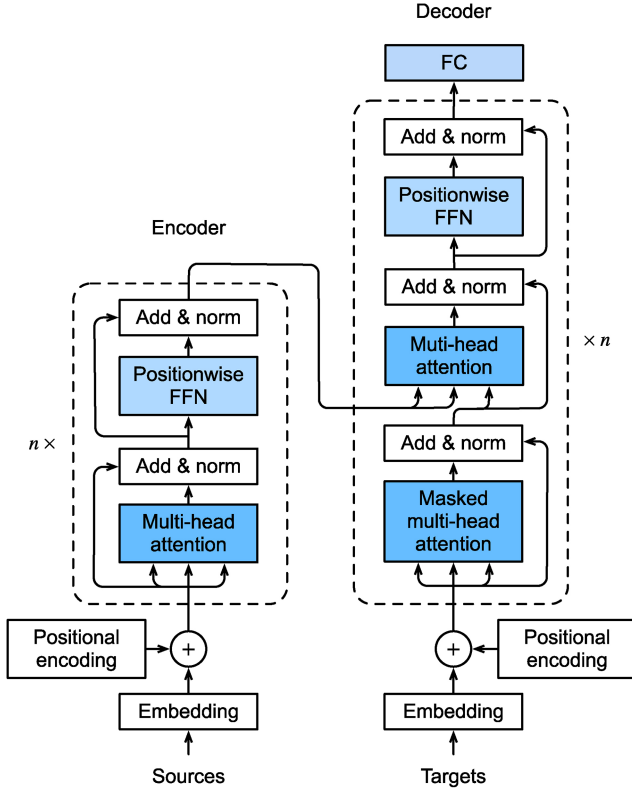 Decoder
FC
Add & norm
Positionwise
FFN
Add & norm
Muti-head
attention
Add & norm
Masked
multi-head
attention
× n
Positional
encoding
+
Embedding
Targets
Encoder
Add & norm
Positionwise
FFN
Add & norm
Multi-head
attention
n ×
Positional
encoding
+
Embedding
Sources